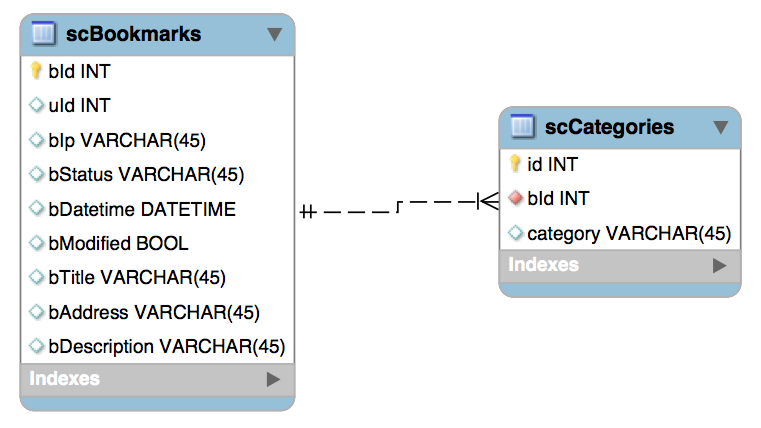 scBookmarks
bId INT
uId INT
bIp VARCHAR(45)
bStatus VARCHAR(45)
bDatetime DATETIME
bModified BOOL
bTitle VARCHAR(45)
bAddress VARCHAR(45)
bDescription VARCHAR(45)
Indexes
scCategories
id INT
bId INT
category VARCHAR(45)
Indexes